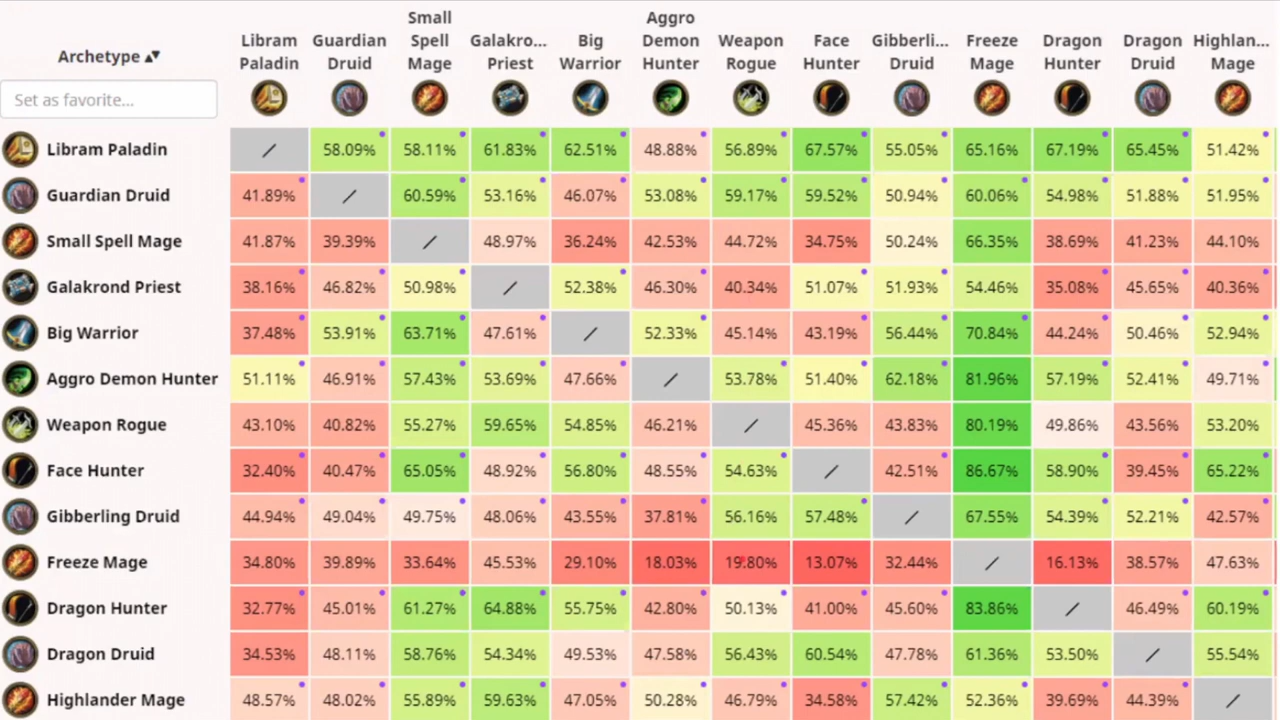 Archetype
Libram Paladin
Guardian Druid
Small Spell Mage
Galakro... Priest
Big Warrior
Aggro Demon Hunter
Weapon Rogue
Face Hunter
Gibberli... Druid
Freeze Mage
Dragon Hunter
Dragon Druid
Highlan... Mage
Set as favorite...
Libram Paladin / 58.09% 58.11% 61.83% 62.51% 48.88% 56.89% 67.57% 55.05% 65.16% 67.19% 65.45% 51.42%
Guardian Druid 41.89% / 60.59% 53.16% 46.07% 53.08% 59.17% 59.52% 50.94% 60.06% 54.98% 51.88% 51.95%
Small Spell Mage 41.87% 39.39% / 48.97% 36.24% 42.53% 44.72% 34.75% 50.24% 66.35% 38.69% 41.23% 44.10%
Galakrond Priest 38.16% 46.82% 50.98% / 52.38% 46.30% 40.34% 51.07% 51.93% 54.46% 35.08% 45.65% 40.36%
Big Warrior 37.48% 53.91% 63.71% 47.61% / 52.33% 45.14% 43.19% 56.44% 70.84% 44.24% 50.46% 52.94%
Aggro Demon Hunter 51.11% 46.91% 57.43% 53.69% 47.66% / 53.78% 51.40% 62.18% 81.96% 57.19% 52.41% 49.71%
Weapon Rogue 43.10% 40.82% 55.27% 59.65% 54.85% 46.21% / 45.36% 43.83% 80.19% 49.86% 43.56% 53.20%
Face Hunter 32.40% 40.47% 65.05% 48.92% 56.80% 48.55% 54.63% / 42.51% 86.67% 58.90% 39.45% 65.22%
Gibberling Druid 44.94% 49.04% 49.75% 48.06% 43.55% 37.81% 56.16% 57.48% / 67.55% 54.39% 52.21% 42.57%
Freeze Mage 34.80% 39.89% 33.64% 45.53% 29.10% 18.03% 19.80% 13.07% 32.44% / 16.13% 38.57% 47.63%
Dragon Hunter 32.77% 45.01% 61.27% 64.88% 55.75% 42.80% 50.13% 41.00% 45.60% 83.86% / 46.49% 60.19%
Dragon Druid 34.53% 48.11% 58.76% 54.34% 49.53% 47.58% 56.43% 60.54% 47.78% 61.36% 53.50% / 55.54%
Highlander Mage 48.57% 48.02% 55.89% 59.63% 47.05% 50.28% 46.79% 34.58% 57.42% 52.36% 39.69% 44.39% /